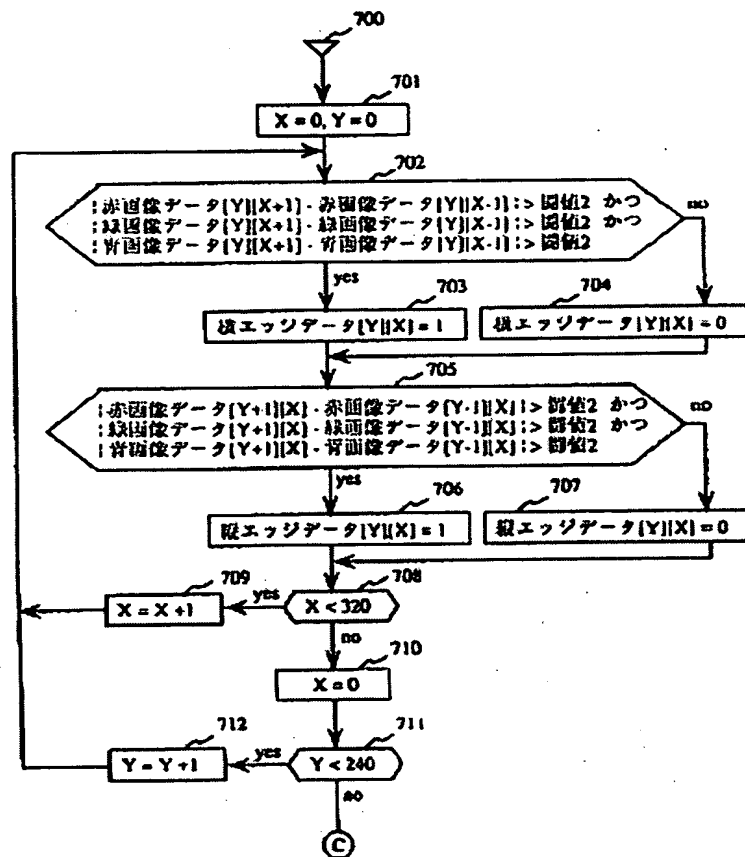 700
701
X = 0, Y = 0
702
|赤画像データ[Y][X+1] - 赤画像データ[Y][X-1]| > 閾値2 かつ
|緑画像データ[Y][X+1] - 緑画像データ[Y][X-1]| > 閾値2 かつ
|青画像データ[Y][X+1] - 青画像データ[Y][X-1]| > 閾値2
no
yes
703
704
横エッジデータ[Y][X] = 1
横エッジデータ[Y][X] = 0
705
|赤画像データ[Y+1][X] - 赤画像データ[Y-1][X]| > 閾値2 かつ
|緑画像データ[Y+1][X] - 緑画像データ[Y-1][X]| > 閾値2 かつ
|青画像データ[Y+1][X] - 青画像データ[Y-1][X]| > 閾値2
no
yes
706
707
縦エッジデータ[Y][X] = 1
縦エッジデータ[Y][X] = 0
709
708
X = X +1
yes
X < 320
no
710
X = 0
712
711
Y = Y +1
yes
Y < 240
no
C